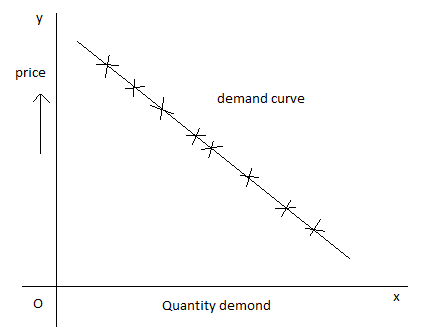 y
price
demand curve
x
O
Quantity demond